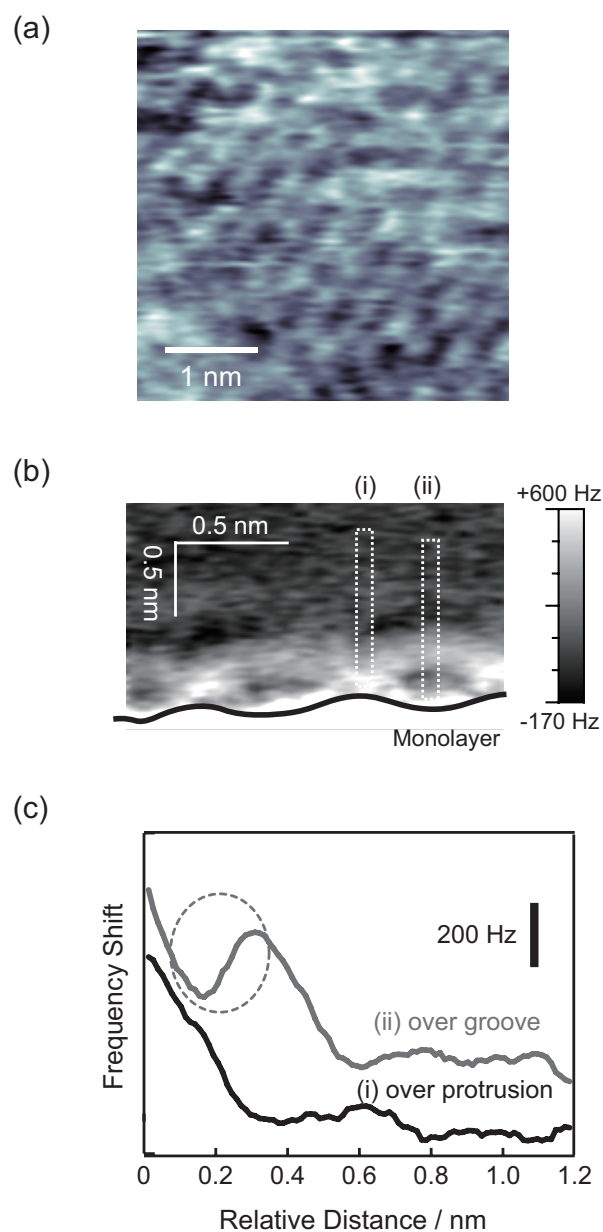 (a)
1 nm
(b)
(i)
(ii)
+600 Hz
0.5 nm
0.5 nm
-170 Hz
Monolayer
(c)
Frequency Shift
200 Hz
(ii) over groove
(i) over protrusion
0 0.2 0.4 0.6 0.8 1.0 1.2
Relative Distance / nm